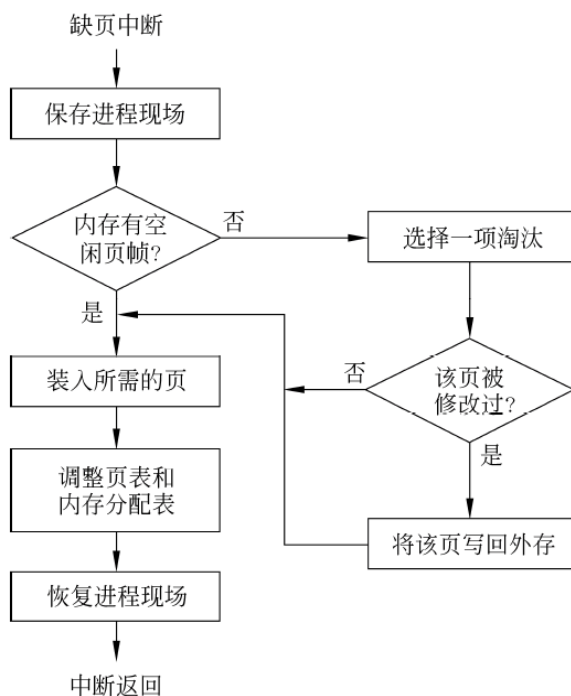 缺页中断
保存进程现场
内存有空
闲页帧?
否
选择一项淘汰
是
该页被
修改过?
否
是
装入所需的页
调整页表和
内存分配表
将该页写回外存
恢复进程现场
中断返回